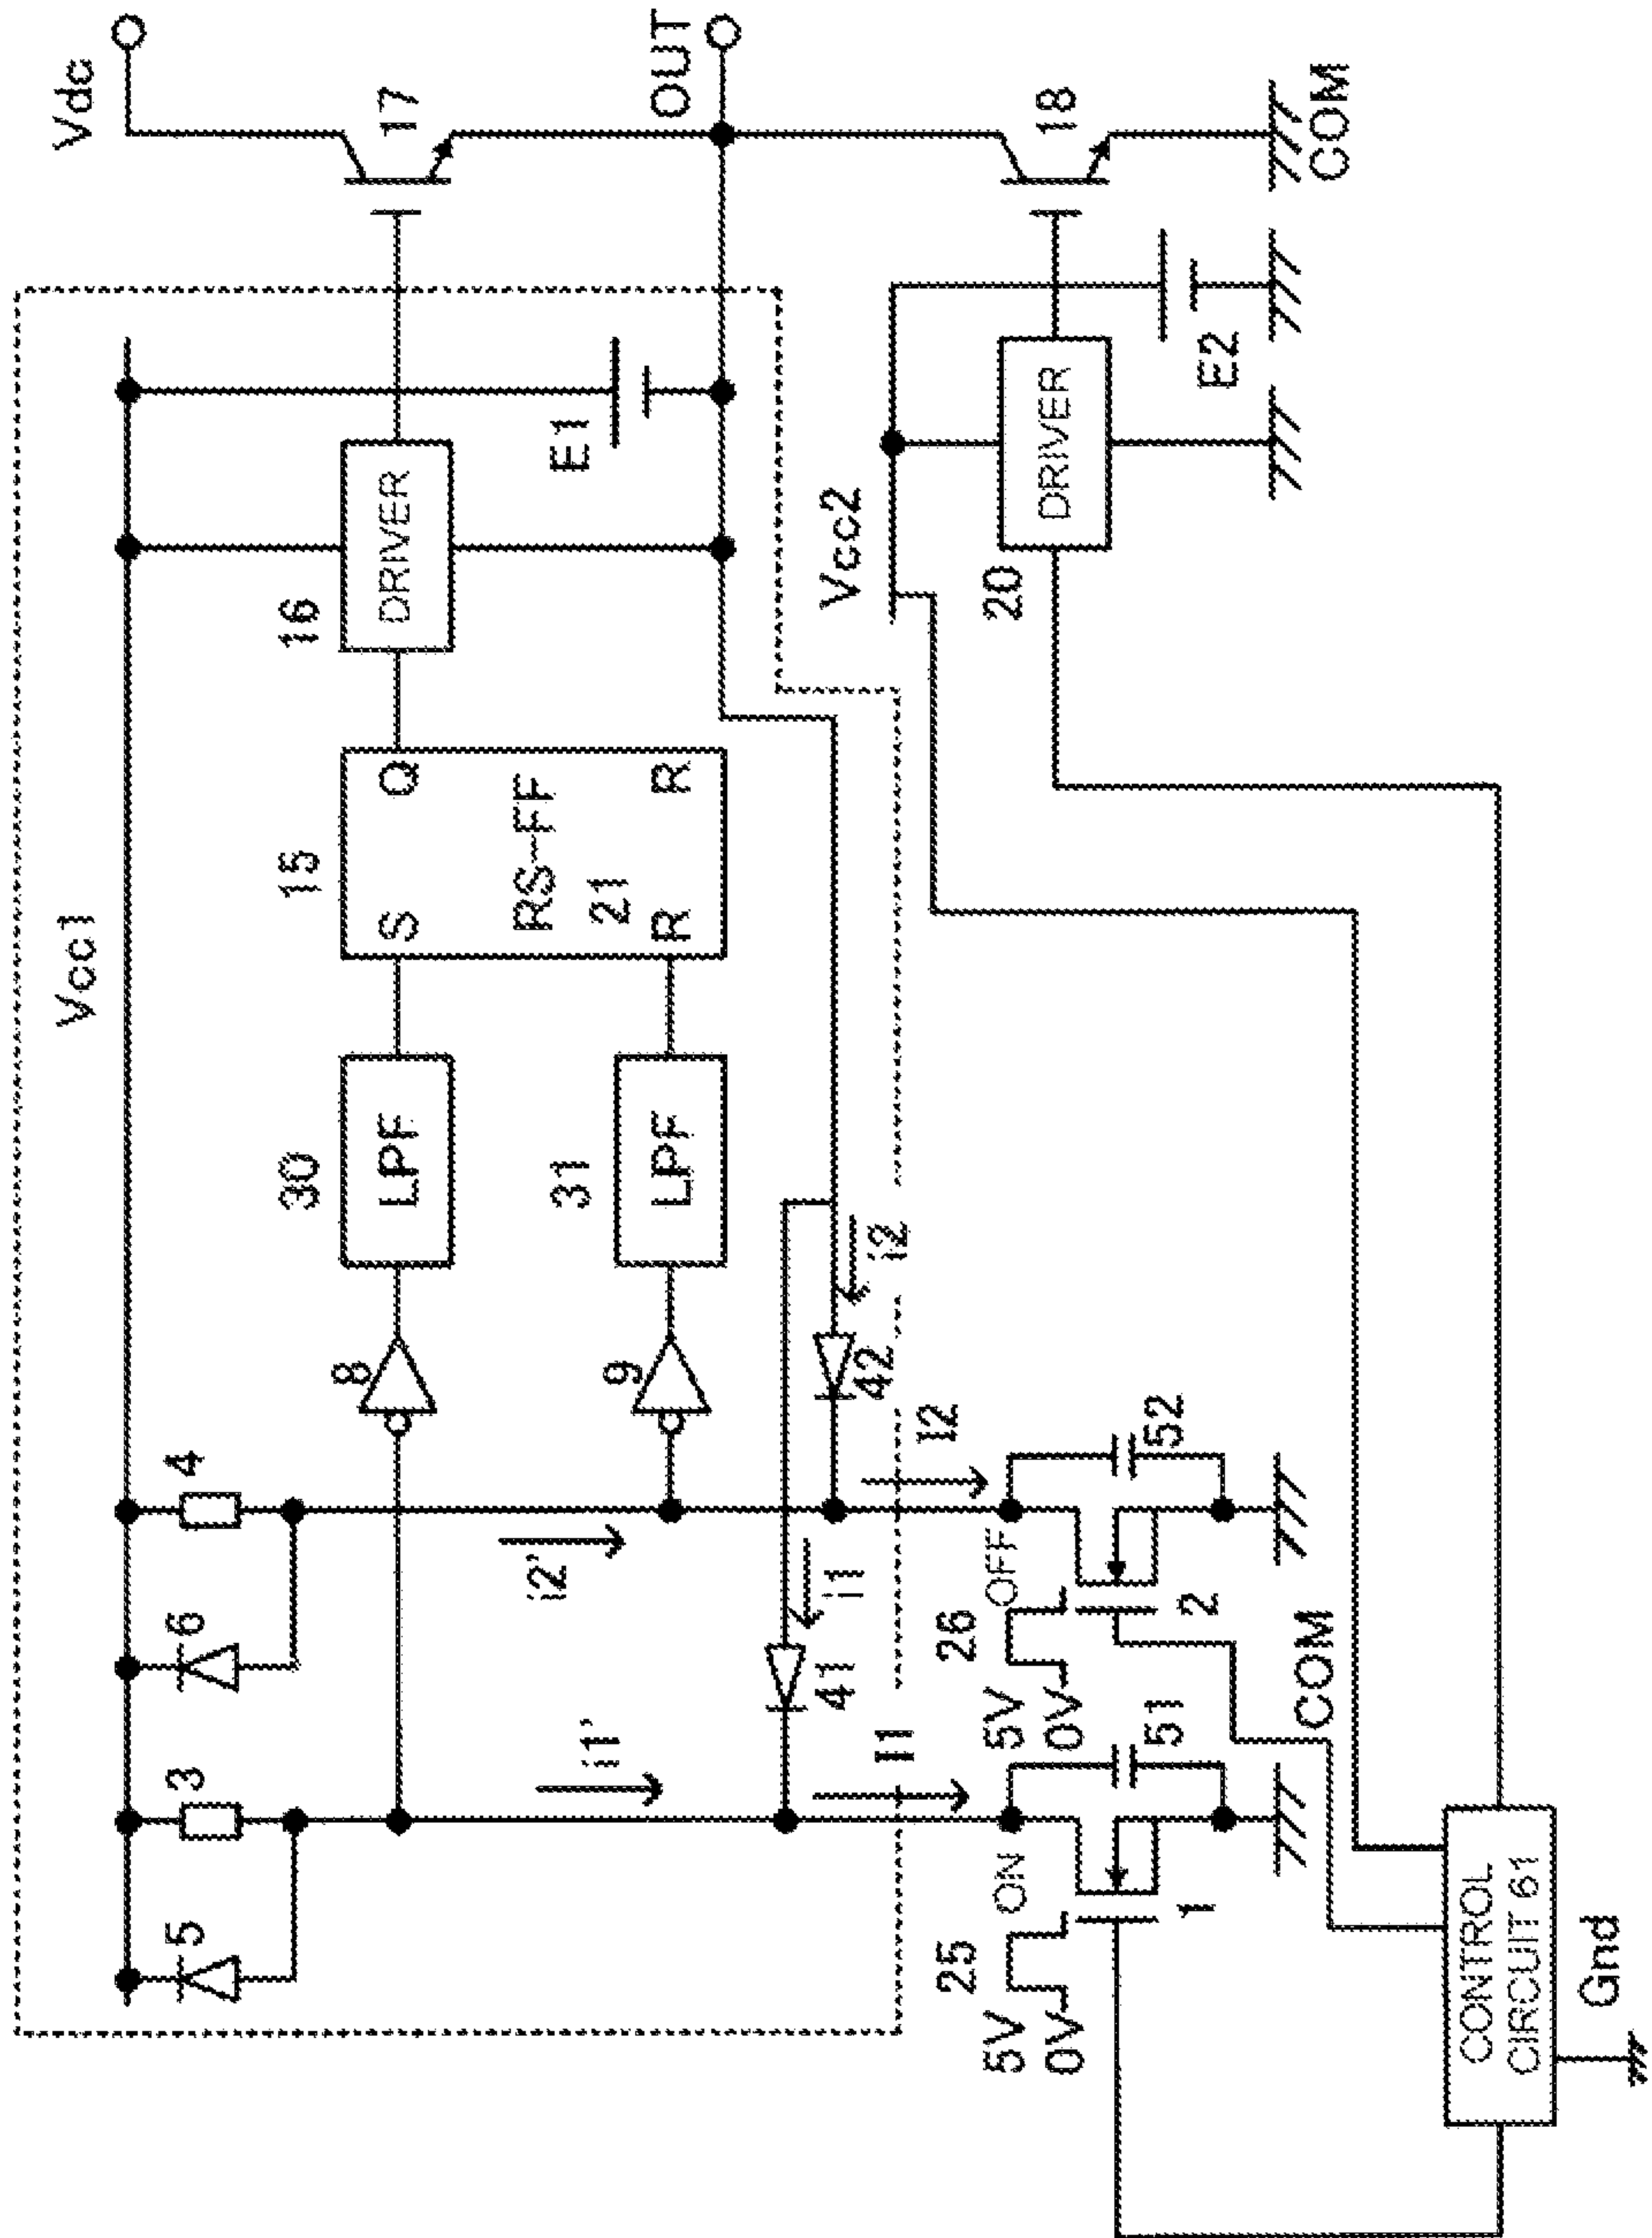 Vdc
17
OUT
18
COM
Vcc1
E1
DRIVER
16
15
S
Q
RS-FF
21
R
R
30
LPF
31
LPF
8
9
4
6
3
5
i2'
i1'
i2
42
i1
41
I2
I1
Vcc2
DRIVER
20
E2
52
OFF
26
5V
0V
2
51
ON
25
5V
0V
1
COM
CONTROL
CIRCUIT 61
Gnd